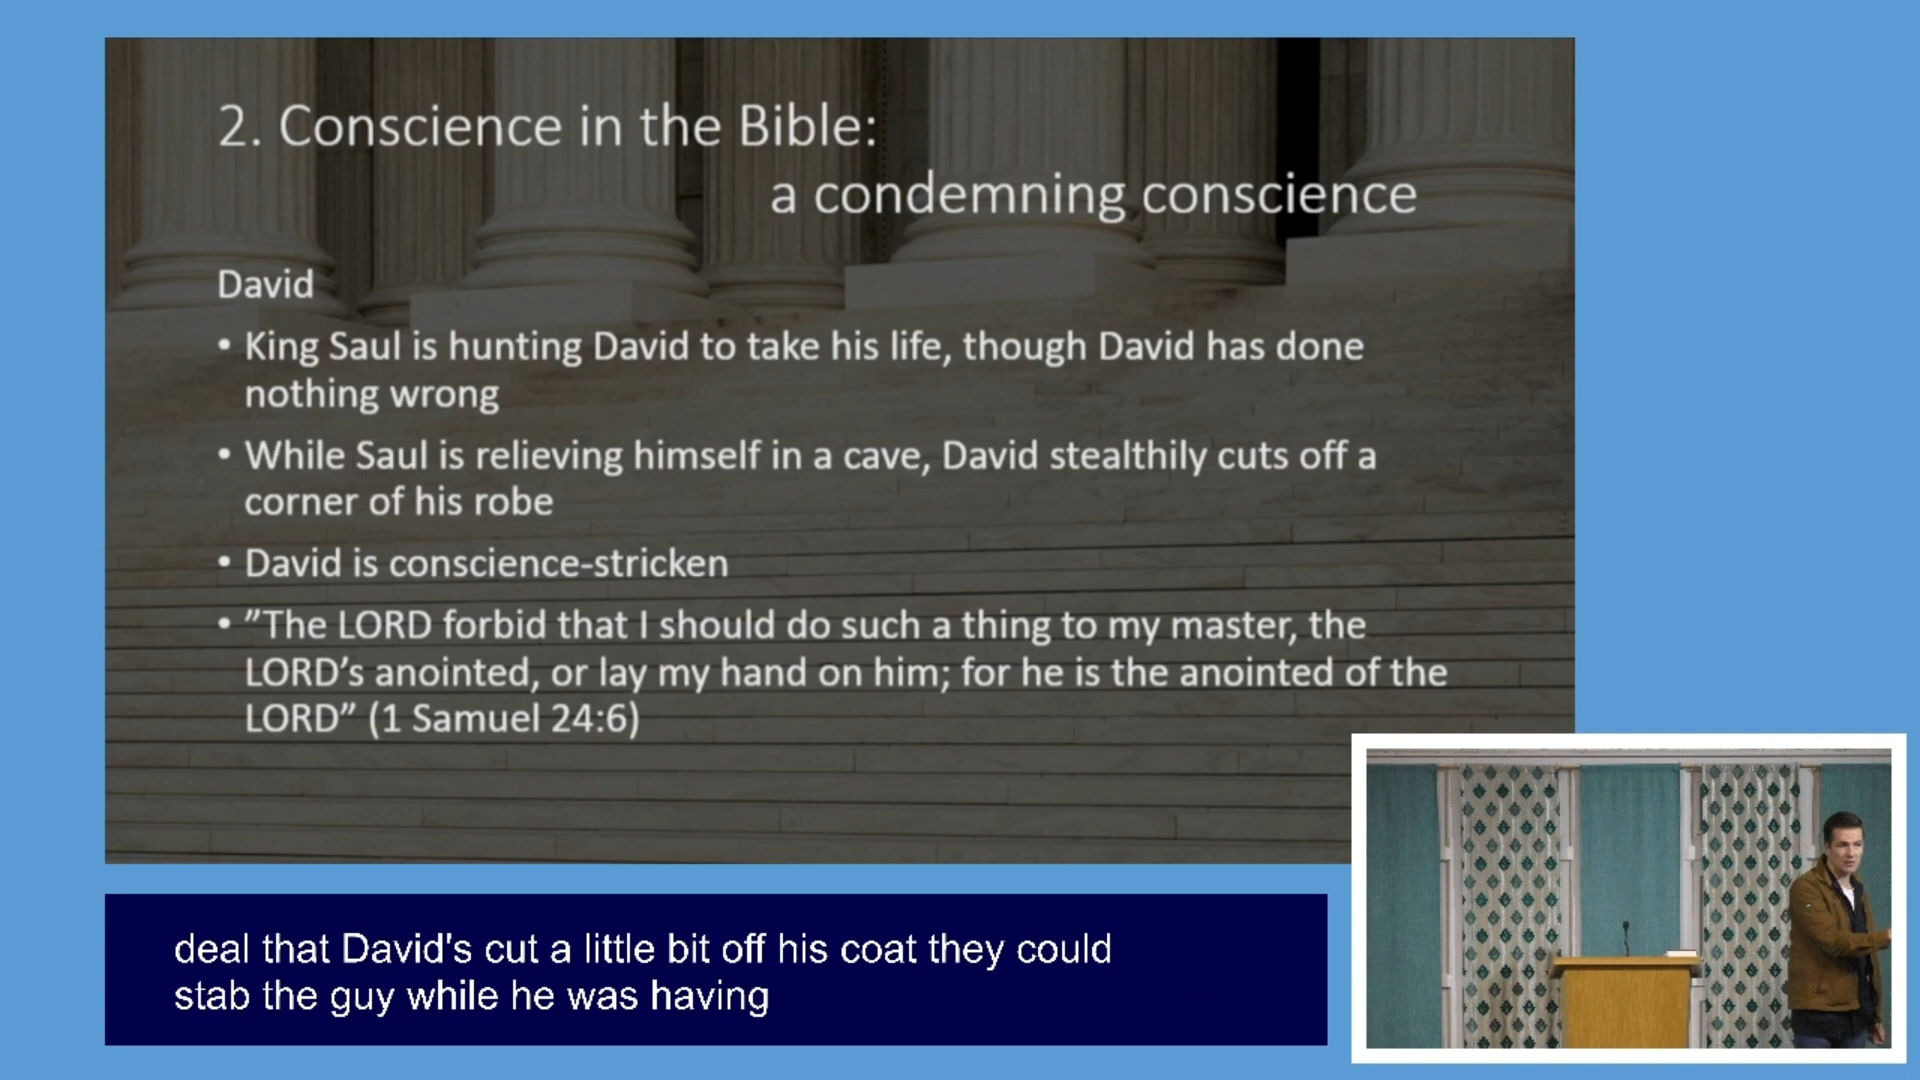 2. Conscience in the Bible:
a condemning conscience
David
• King Saul is hunting David to take his life, though David has done
nothing wrong
• While Saul is relieving himself in a cave, David stealthily cuts off a
corner of his robe
• David is conscience-stricken
• ”The LORD forbid that I should do such a thing to my master, the
LORD’s anointed, or lay my hand on him; for he is the anointed of the
LORD” (1 Samuel 24:6)
deal that David's cut a little bit off his coat they could
stab the guy while he was having